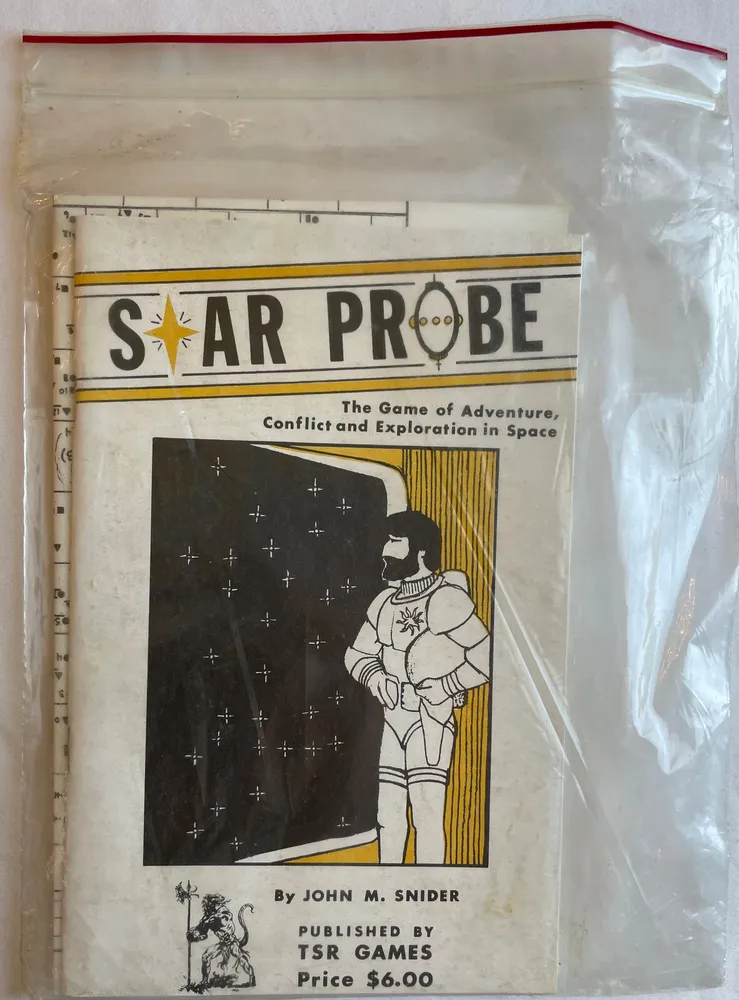 STAR PROBE
The Game of Adventure,
Conflict and Exploration in Space
By JOHN M. SNIDER
PUBLISHED BY
TSR GAMES
Price $6.00